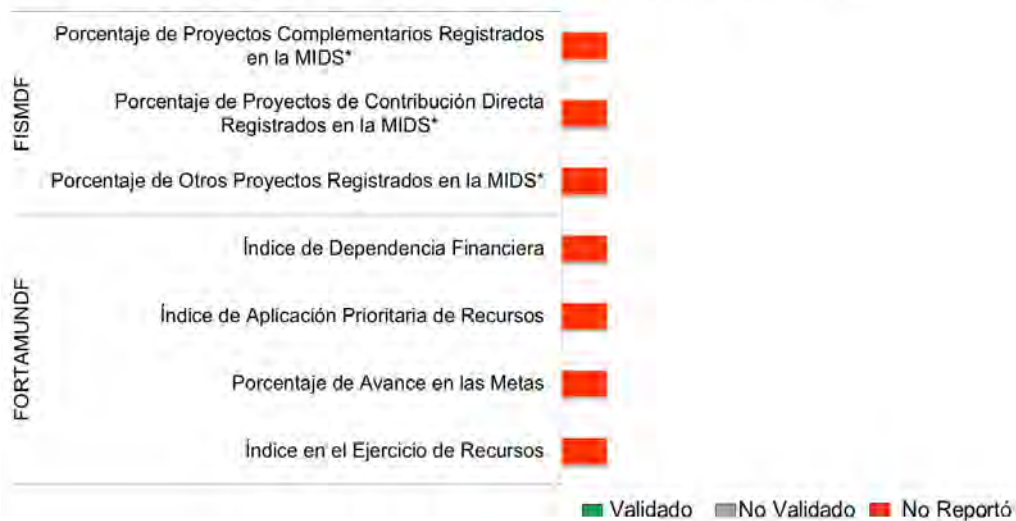 FISMDF
Porcentaje de Proyectos Complementarios Registrados
en la MIDS*
Porcentaje de Proyectos de Contribución Directa
Registrados en la MIDS*
Porcentaje de Otros Proyectos Registrados en la MIDS*
FORTAMUNDF
Índice de Dependencia Financiera
Índice de Aplicación Prioritaria de Recursos
Porcentaje de Avance en las Metas
Índice en el Ejercicio de Recursos
Validado No Validado No Reportó